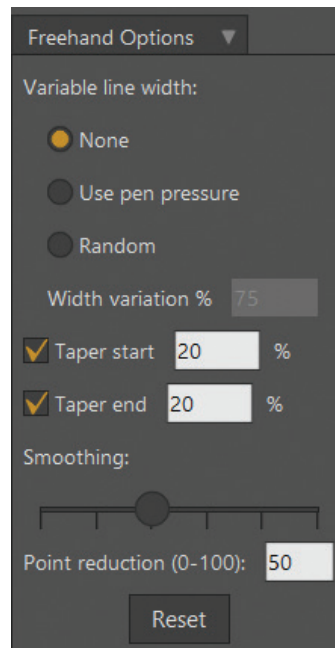 Freehand Options
Variable line width:
None
Use pen pressure
Random
Width variation % 75
Taper start 20 %
Taper end 20 %
Smoothing:
Point reduction (0-100): 50
Reset